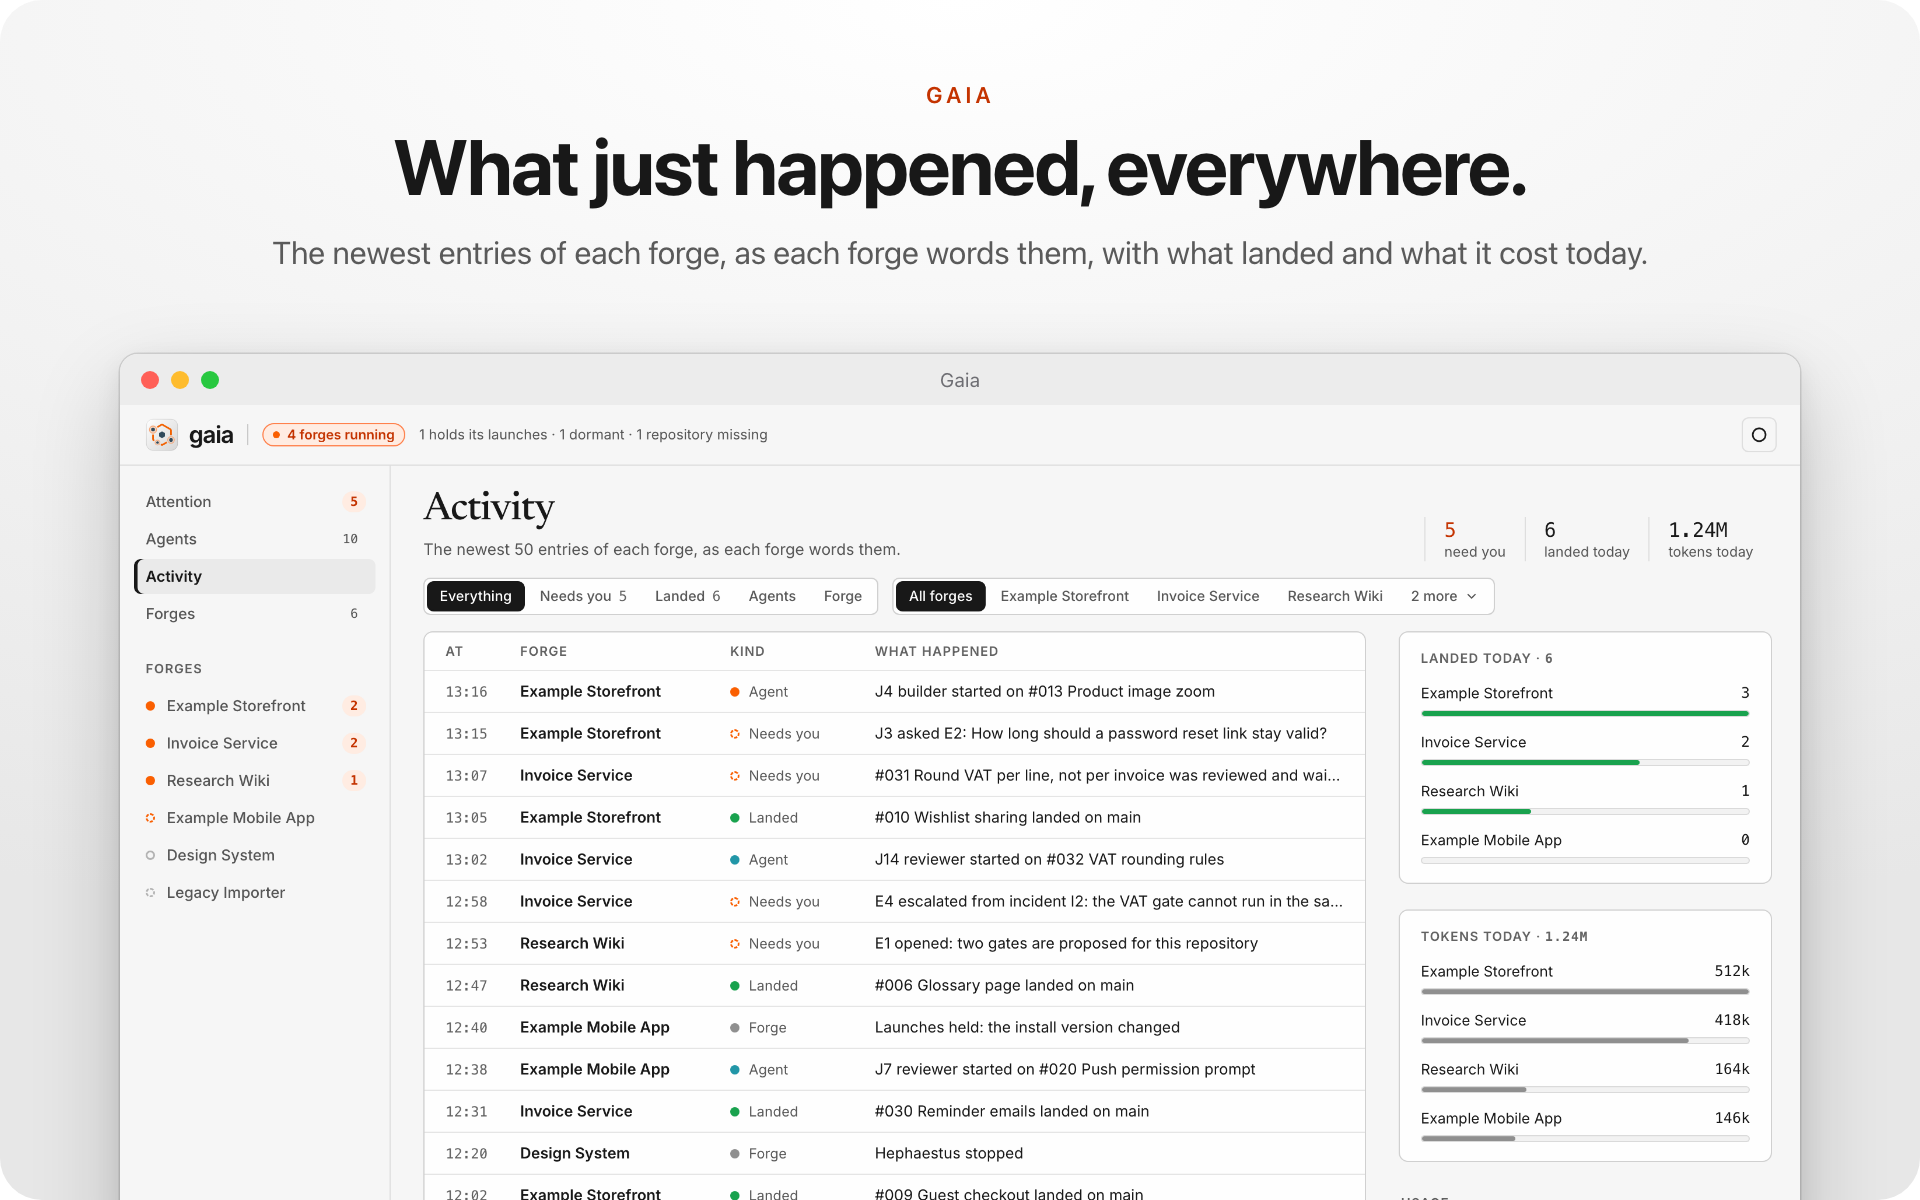 GAIA
What just happened, everywhere.
The newest entries of each forge, as each forge words them, with what landed and what it cost today.
Gaia
gaia
4 forges running
1 holds its launches · 1 dormant · 1 repository missing
Attention 5
Agents 10
Activity
Forges 6
FORGES
Example Storefront 2
Invoice Service 2
Research Wiki 1
Example Mobile App
Design System
Legacy Importer
Activity
The newest 50 entries of each forge, as each forge words them.
5 need you
6 landed today
1.24M tokens today
Everything Needs you 5 Landed 6 Agents Forge
All forges Example Storefront Invoice Service Research Wiki 2 more
AT FORGE KIND WHAT HAPPENED
13:16 Example Storefront Agent J4 builder started on #013 Product image zoom
13:15 Example Storefront Needs you J3 asked E2: How long should a password reset link stay valid?
13:07 Invoice Service Needs you #031 Round VAT per line, not per invoice was reviewed and wai...
13:05 Example Storefront Landed #010 Wishlist sharing landed on main
13:02 Invoice Service Agent J14 reviewer started on #032 VAT rounding rules
12:58 Invoice Service Needs you E4 escalated from incident I2: the VAT gate cannot run in the sa...
12:53 Research Wiki Needs you E1 opened: two gates are proposed for this repository
12:47 Research Wiki Landed #006 Glossary page landed on main
12:40 Example Mobile App Forge Launches held: the install version changed
12:38 Example Mobile App Agent J7 reviewer started on #020 Push permission prompt
12:31 Invoice Service Landed #030 Reminder emails landed on main
12:20 Design System Forge Hephaestus stopped
12:02 Example Storefront Landed #009 Guest checkout landed on main
LANDED TODAY · 6
Example Storefront 3
Invoice Service 2
Research Wiki 1
Example Mobile App 0
TOKENS TODAY · 1.24M
Example Storefront 512k
Invoice Service 418k
Research Wiki 164k
Example Mobile App 146k